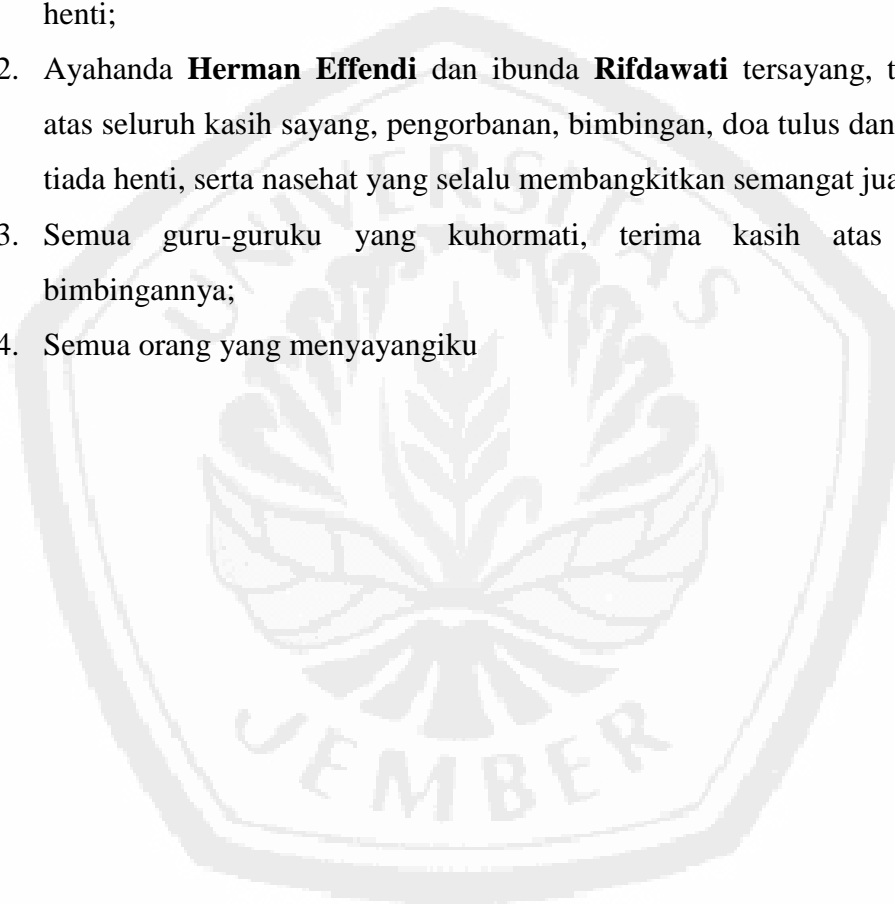 henti;
2. Ayahanda Herman Effendi dan ibunda Rifdawati tersayang,
atas seluruh kasih sayang, pengorbanan, bimbingan, doa tulus dan
tiada henti, serta nasehat yang selalu membangkitkan semangat
3. Semua guru-guruku yang kuhormati, terima kasih atas
bimbingannya;
4. Semua orang yang menyayangiku
UNIVERSITAS
JEMBER